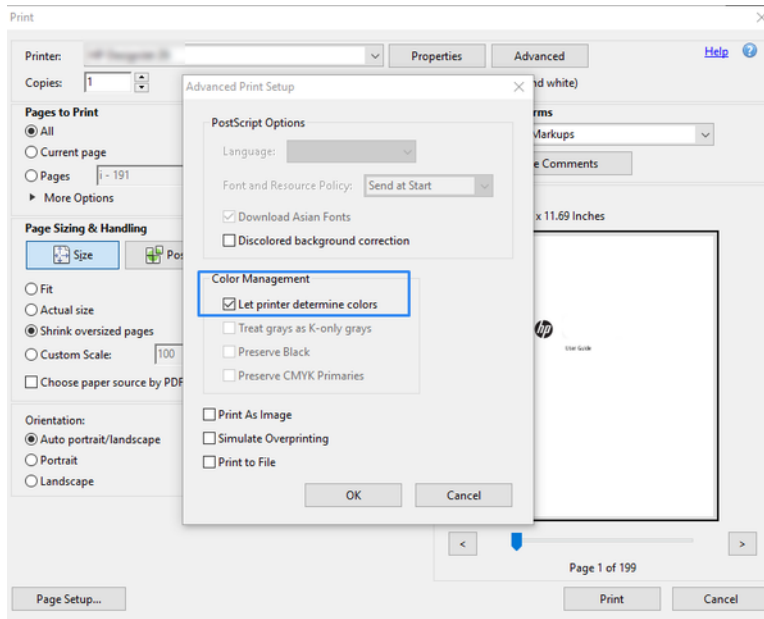 Print
Printer:
Properties
Advanced
Help
Copies:
1
nd white)
Advanced Print Setup
Pages to Print
All
Current page
Pages
i - 191
More Options
Page Sizing & Handling
Size
Pos
Fit
Actual size
Shrink oversized pages
Custom Scale:
100
Choose paper source by PDF
Orientation:
Auto portrait/landscape
Portrait
Landscape
PostScript Options
Language:
Font and Resource Policy:
Send at Start
Download Asian Fonts
Discolored background correction
Color Management
Let printer determine colors
Treat grays as K-only grays
Preserve Black
Preserve CMYK Primaries
Print As Image
Simulate Overprinting
Print to File
OK
Cancel
rms
Markups
e Comments
x 11.69 Inches
hp
User Guide
<
>
Page 1 of 199
Page Setup...
Print
Cancel